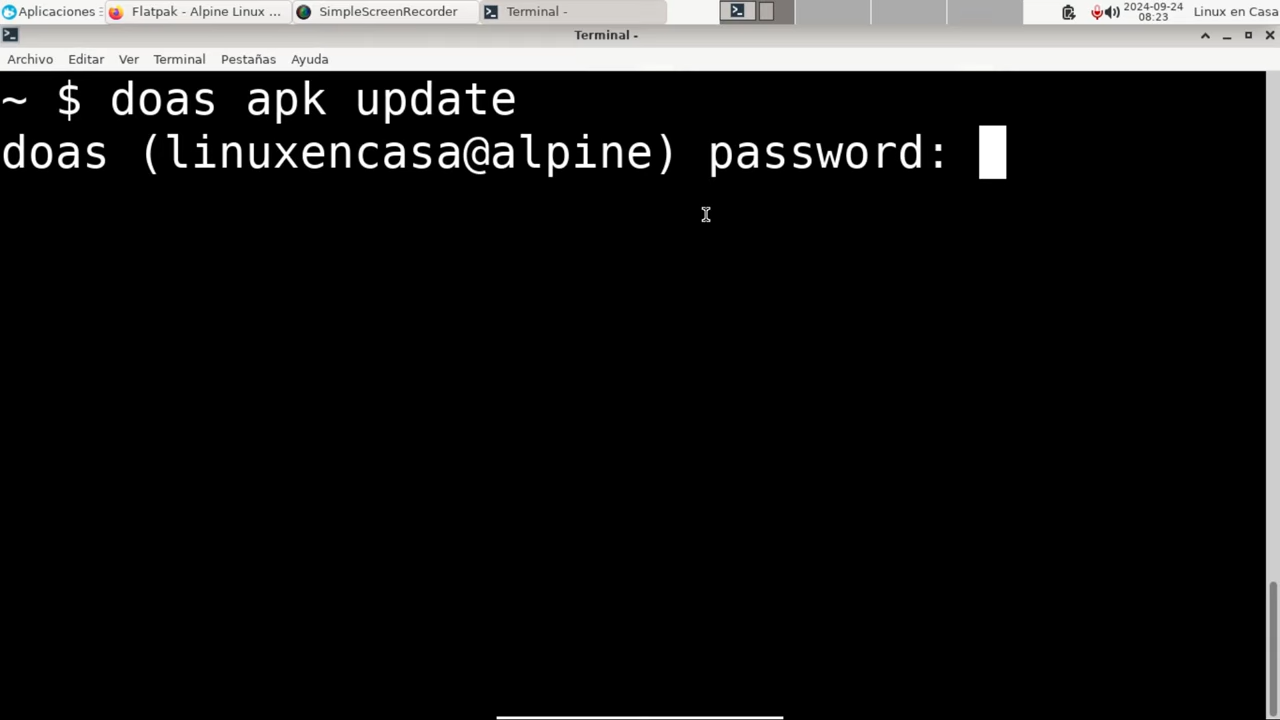 Aplicaciones
Flatpak - Alpine Linux ...
SimpleScreenRecorder
Terminal -
2024-09-24
08:23
Linux en Casa
Terminal -
Archivo Editar Ver Terminal Pestañas Ayuda
~ $ doas apk update
doas (linuxencasa@alpine) password: